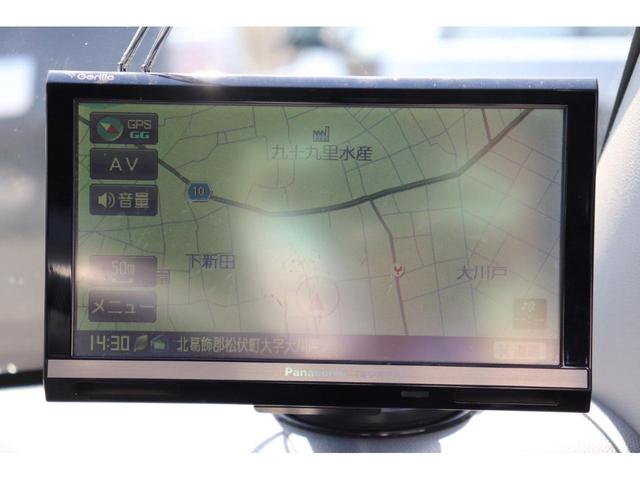 Gorilla
GPS
GG
AV
音量
九十九里水産
10
下新田
大川戸
50m
メニュー
14:30 北葛飾郡松伏町大字大川戸
Panasonic